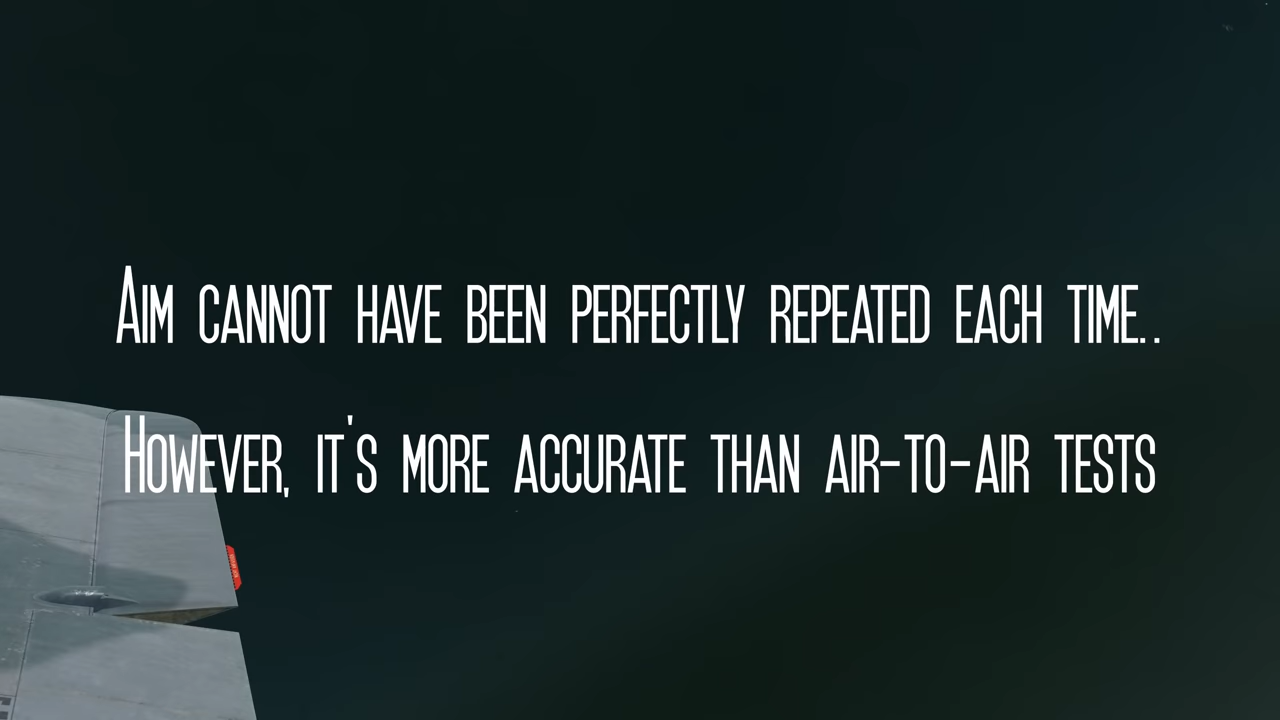 Aim cannot have been perfectly repeated each time..
However, it's more accurate than air-to-air tests